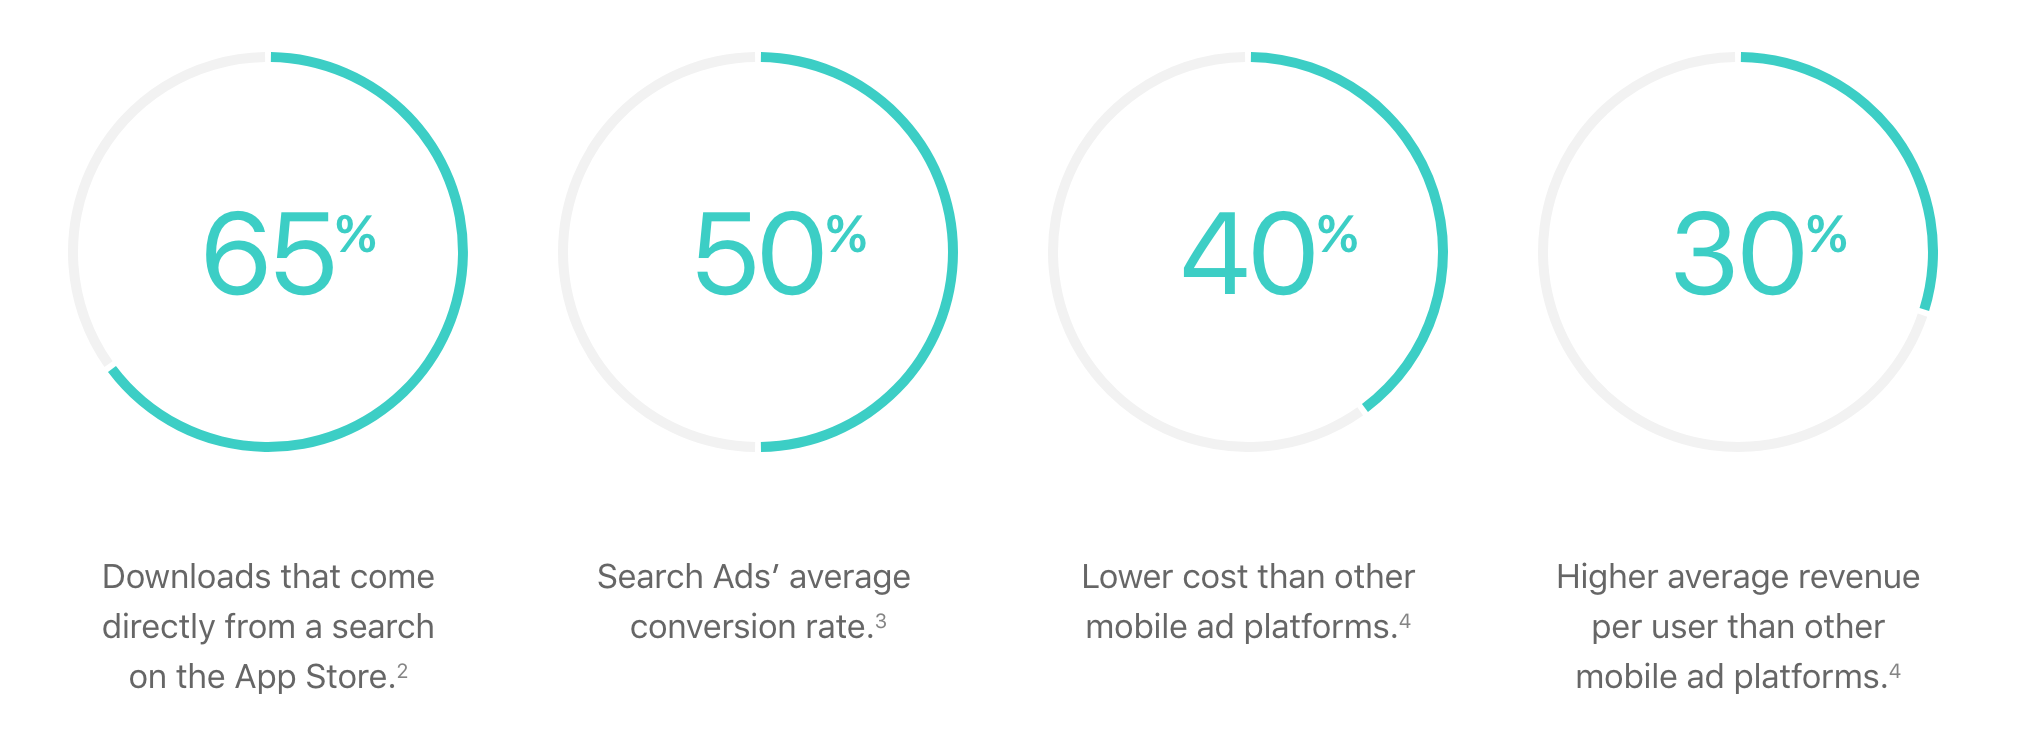 65%
Downloads that come
directly from a search
on the App Store.²
50%
Search Ads’ average
conversion rate.³
40%
Lower cost than other
mobile ad platforms.⁴
30%
Higher average revenue
per user than other
mobile ad platforms.⁴